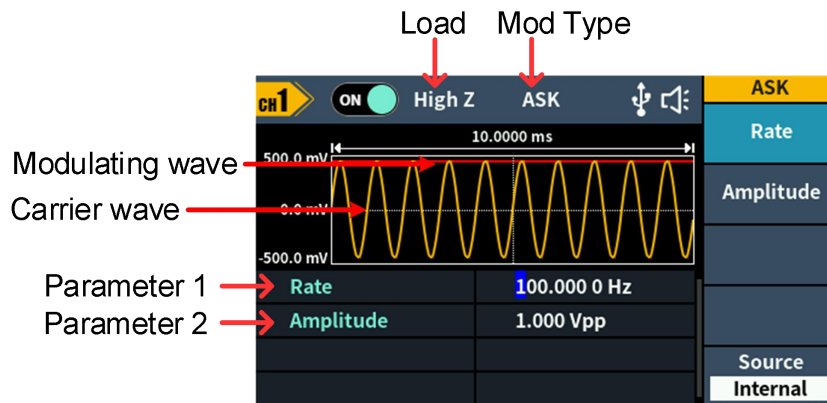 Load Mod Type
CH1 ON High Z ASK ASK
10.0000 ms Rate
500.0 mV
Modulating wave
Amplitude
Carrier wave 0.0 mV
-500.0 mV
Parameter 1 Rate 100.000 0 Hz
Parameter 2 Amplitude 1.000 Vpp
Source
Internal